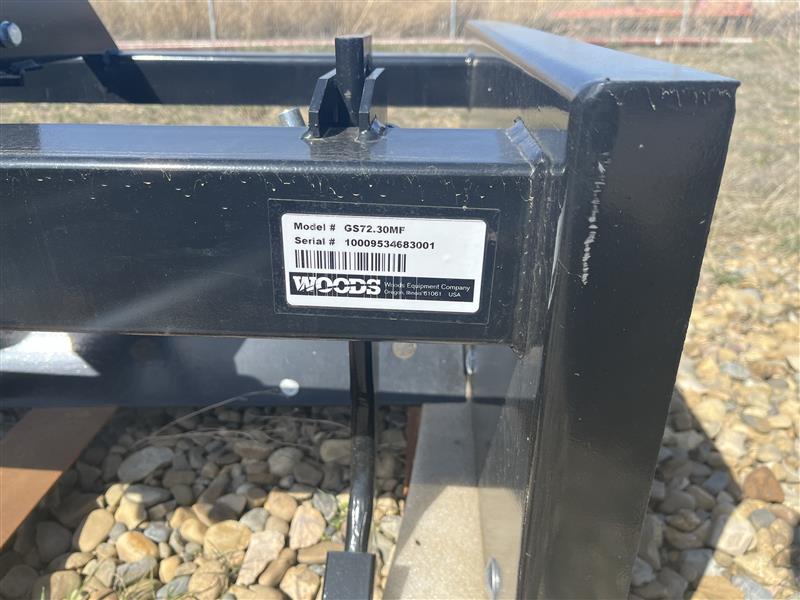 Model # GS72.30MF
Serial # 10009534683001
WOODS Woods Equipment Company
Oregon, Illinois 61061 USA